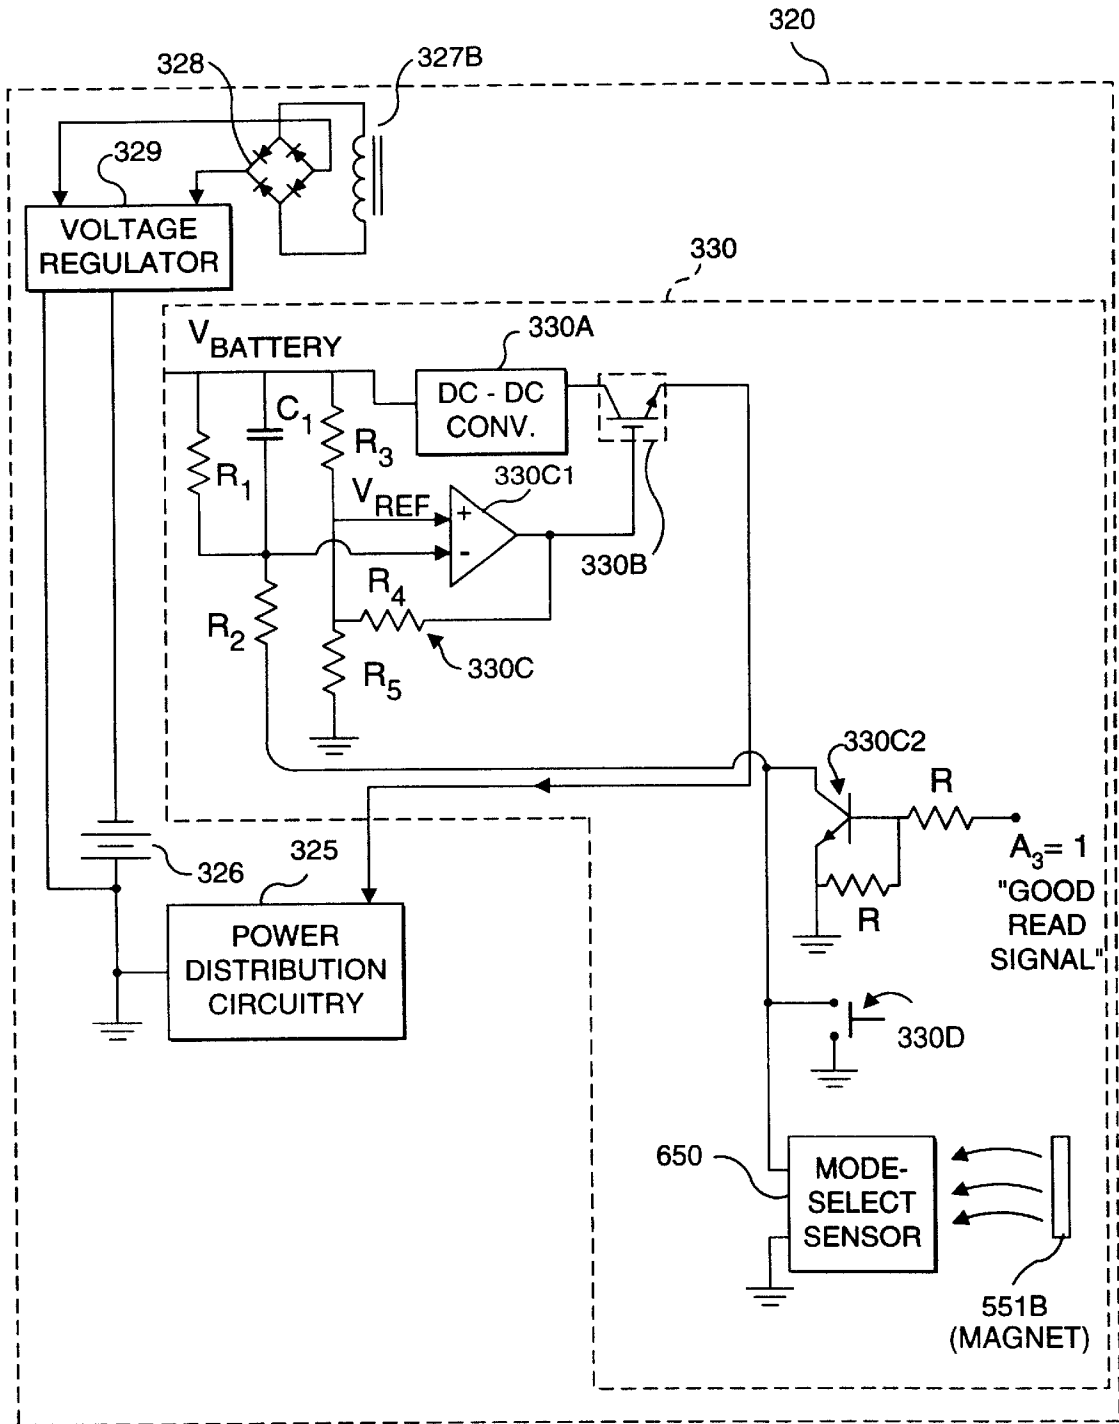 320
328
327B
329
VOLTAGE
REGULATOR
330
V BATTERY
330A
DC - DC
CONV.
C1
R3
R1
330C1
VREF
+
-
330B
R4
R2
330C
R5
330C2
R
A3= 1
"GOOD
READ
SIGNAL"
R
326
325
POWER
DISTRIBUTION
CIRCUITRY
330D
650
MODE-
SELECT
SENSOR
551B
(MAGNET)